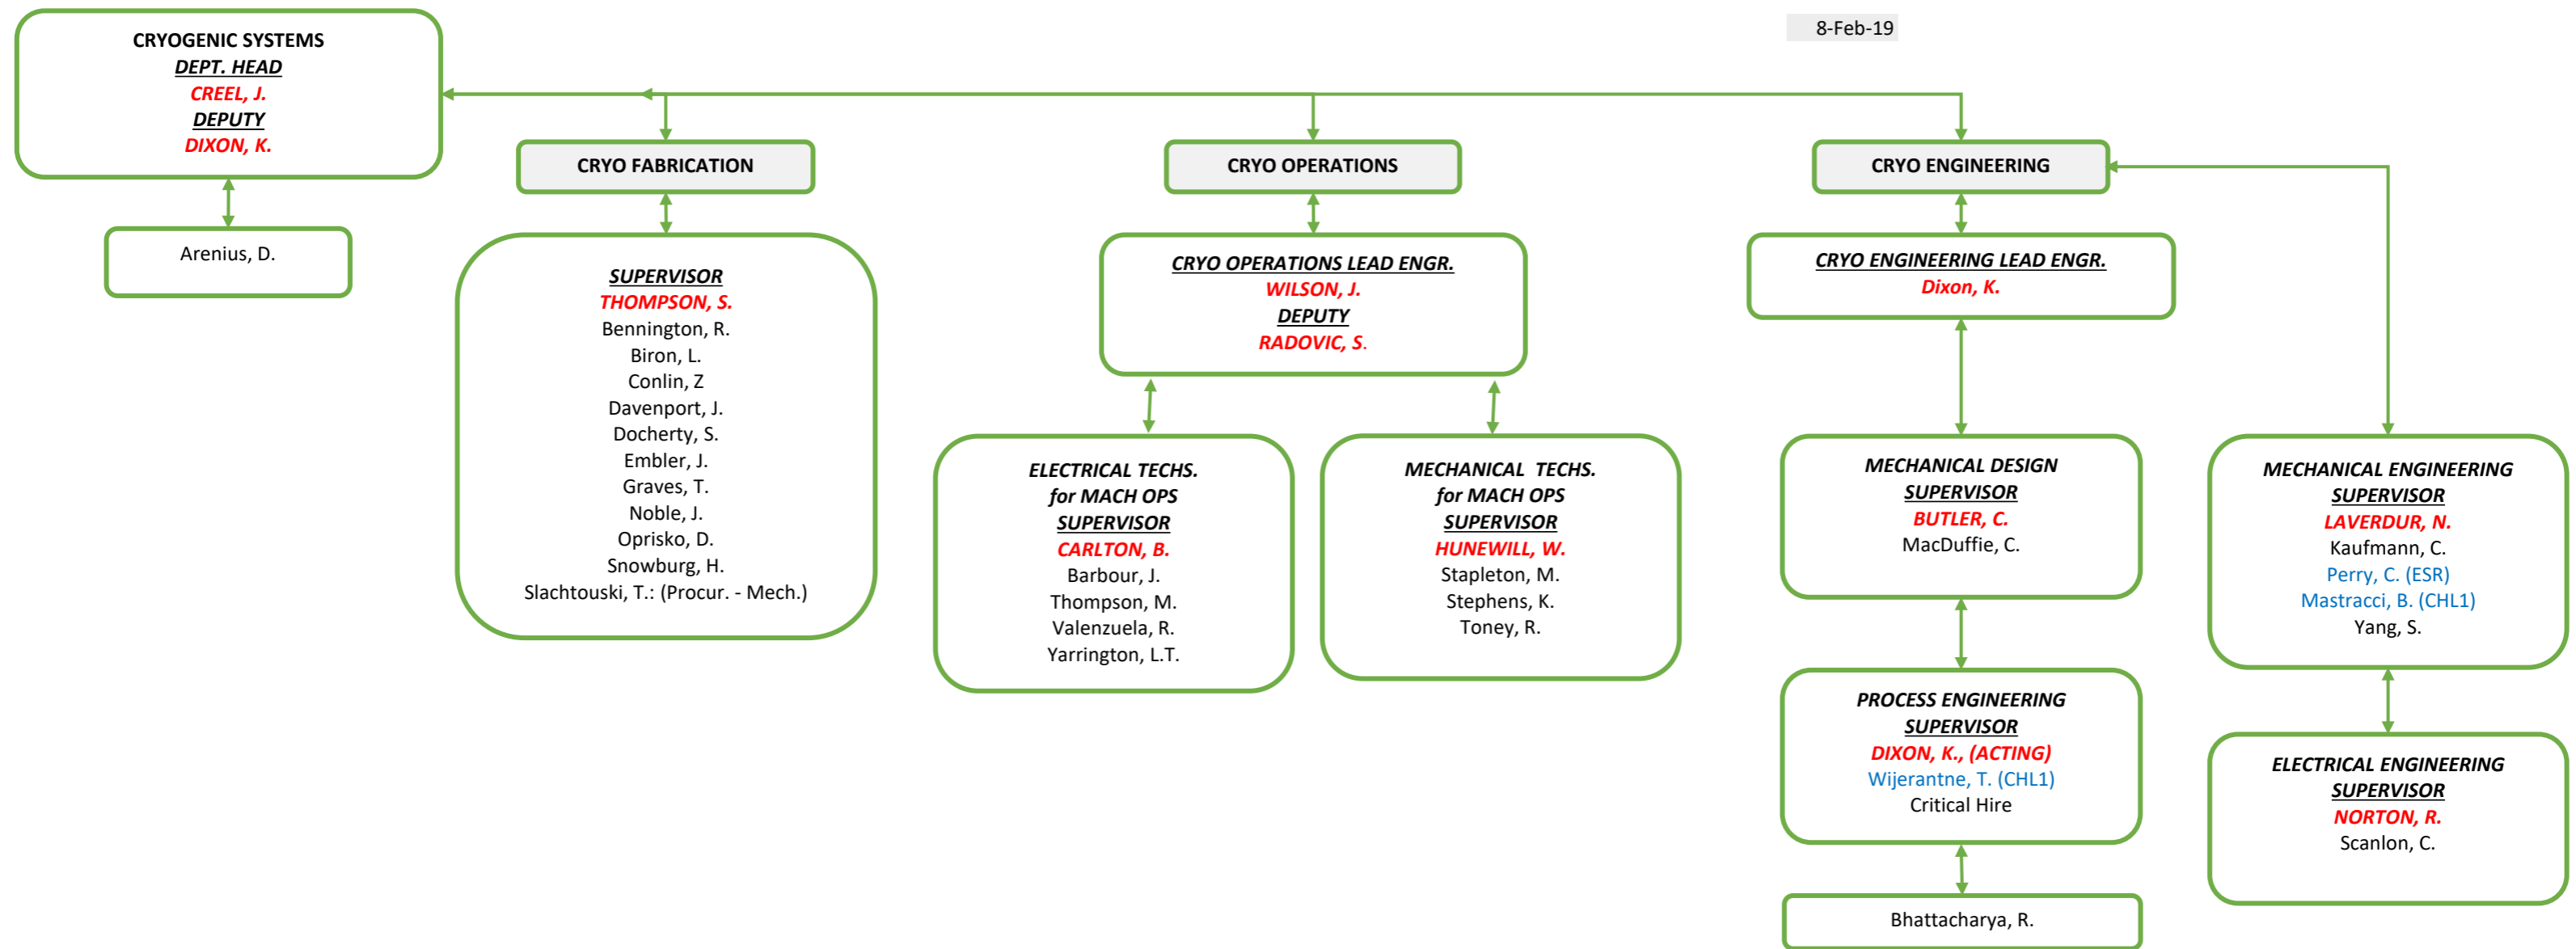 8-Feb-19
CRYOGENIC SYSTEMS
DEPT. HEAD
CREEL, J.
DEPUTY
DIXON, K.
Arenius, D.
CRYO FABRICATION
SUPERVISOR
THOMPSON, S.
Bennington, R.
Biron, L.
Conlin, Z
Davenport, J.
Docherty, S.
Embler, J.
Graves, T.
Noble, J.
Oprisko, D.
Snowburg, H.
Slachtouski, T.: (Procur. - Mech.)
CRYO OPERATIONS
CRYO OPERATIONS LEAD ENGR.
WILSON, J.
DEPUTY
RADOVIC, S.
ELECTRICAL TECHS.
for MACH OPS
SUPERVISOR
CARLTON, B.
Barbour, J.
Thompson, M.
Valenzuela, R.
Yarrington, L.T.
MECHANICAL TECHS.
for MACH OPS
SUPERVISOR
HUNEWILL, W.
Stapleton, M.
Stephens, K.
Toney, R.
CRYO ENGINEERING
CRYO ENGINEERING LEAD ENGR.
Dixon, K.
MECHANICAL DESIGN
SUPERVISOR
BUTLER, C.
MacDuffie, C.
PROCESS ENGINEERING
SUPERVISOR
DIXON, K., (ACTING)
Wijerantne, T. (CHL1)
Critical Hire
Bhattacharya, R.
MECHANICAL ENGINEERING
SUPERVISOR
LAVERDUR, N.
Kaufmann, C.
Perry, C. (ESR)
Mastracci, B. (CHL1)
Yang, S.
ELECTRICAL ENGINEERING
SUPERVISOR
NORTON, R.
Scanlon, C.